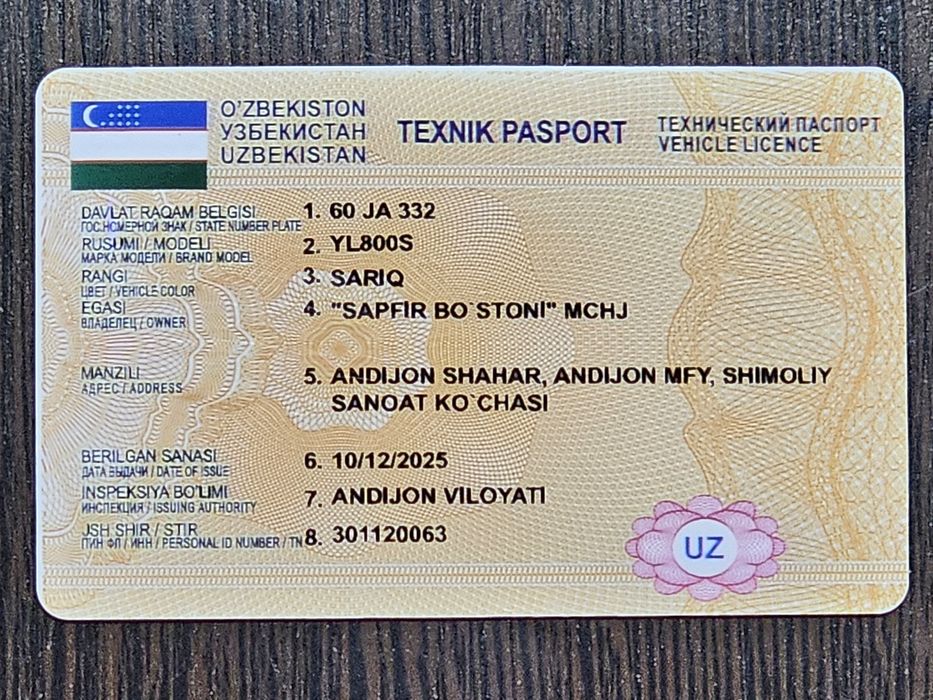 O'ZBEKISTON
УЗБЕКИСТАН
UZBEKISTAN
TEXNIK PASPORT
ТЕХНИЧЕСКИЙ ПАСПОРТ
VEHICLE LICENCE
DAVLAT RAQAM BELGISI 1. 60 JA 332
ГОС.НОМЕРНОЙ ЗНАК / STATE NUMBER PLATE
RUSUMI / MODELI 2. YL800S
МАРКА МОДЕЛИ / BRAND MODEL
RANGI 3. SARIQ
ЦВЕТ / VEHICLE COLOR
EGASI 4. "SAPFIR BO`STONI" MCHJ
ВЛАДЕЛЕЦ / OWNER
MANZILI 5. ANDIJON SHAHAR, ANDIJON MFY, SHIMOLIY
АДРЕС / ADDRESS
SANOAT KO`CHASI
BERILGAN SANASI 6. 10/12/2025
ДАТА ВЫДАЧИ / DATE OF ISSUE
INSPEKSIYA BO'LIMI 7. ANDIJON VILOYATI
ИНСПЕКЦИЯ / ISSUING AUTHORITY
JSH SHIR / STIR 8. 301120063
ПИН ФЛ / ИНН / PERSONAL ID NUMBER / TN
UZ